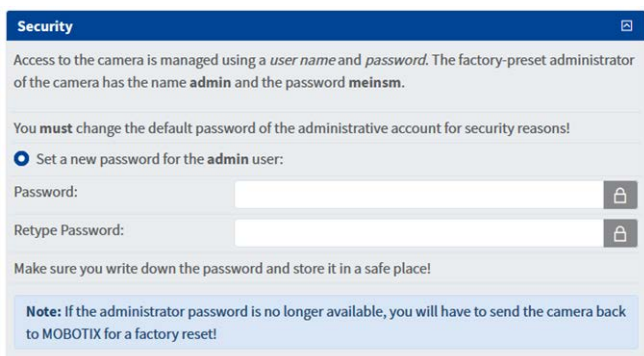 Security
Access to the camera is managed using a user name and password. The factory-preset administrator
of the camera has the name admin and the password meinsm.
You must change the default password of the administrative account for security reasons!
Set a new password for the admin user:
Password:
Retype Password:
Make sure you write down the password and store it in a safe place!
Note: If the administrator password is no longer available, you will have to send the camera back
to MOBOTIX for a factory reset!